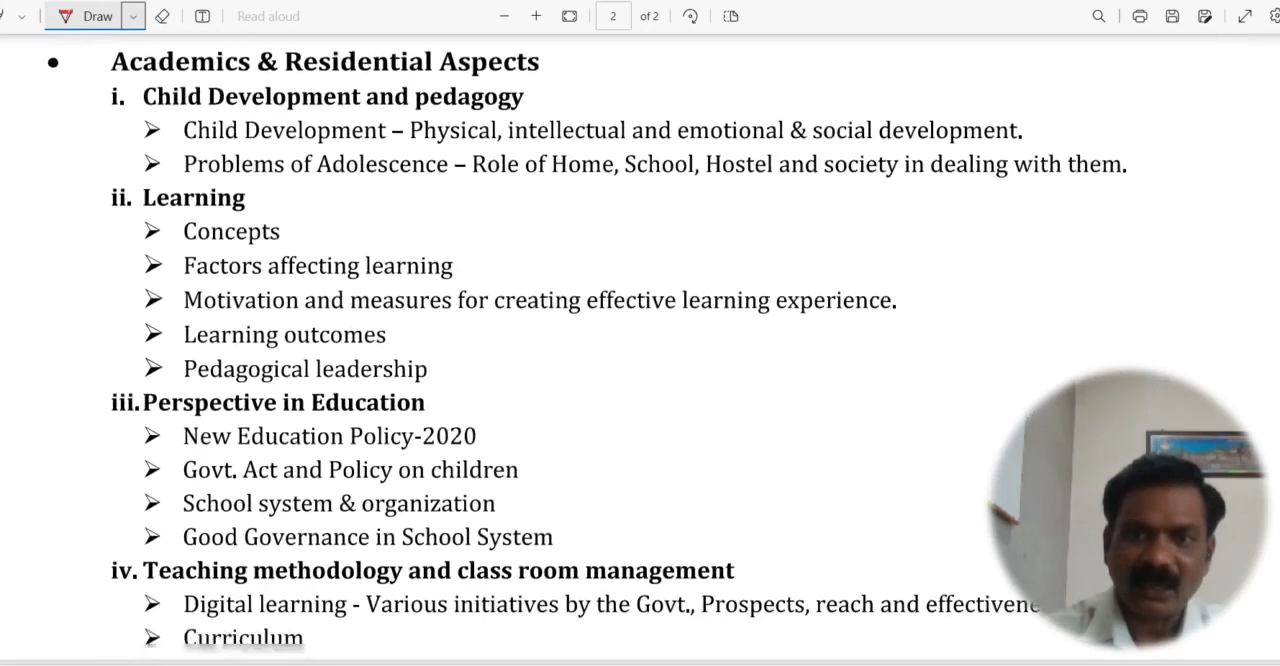 Draw
Read aloud
2 of 2
• Academics & Residential Aspects
i. Child Development and pedagogy
➤ Child Development – Physical, intellectual and emotional & social development.
➤ Problems of Adolescence – Role of Home, School, Hostel and society in dealing with them.
ii. Learning
➤ Concepts
➤ Factors affecting learning
➤ Motivation and measures for creating effective learning experience.
➤ Learning outcomes
➤ Pedagogical leadership
iii. Perspective in Education
➤ New Education Policy-2020
➤ Govt. Act and Policy on children
➤ School system & organization
➤ Good Governance in School System
iv. Teaching methodology and class room management
➤ Digital learning - Various initiatives by the Govt., Prospects, reach and
➤ Curriculum